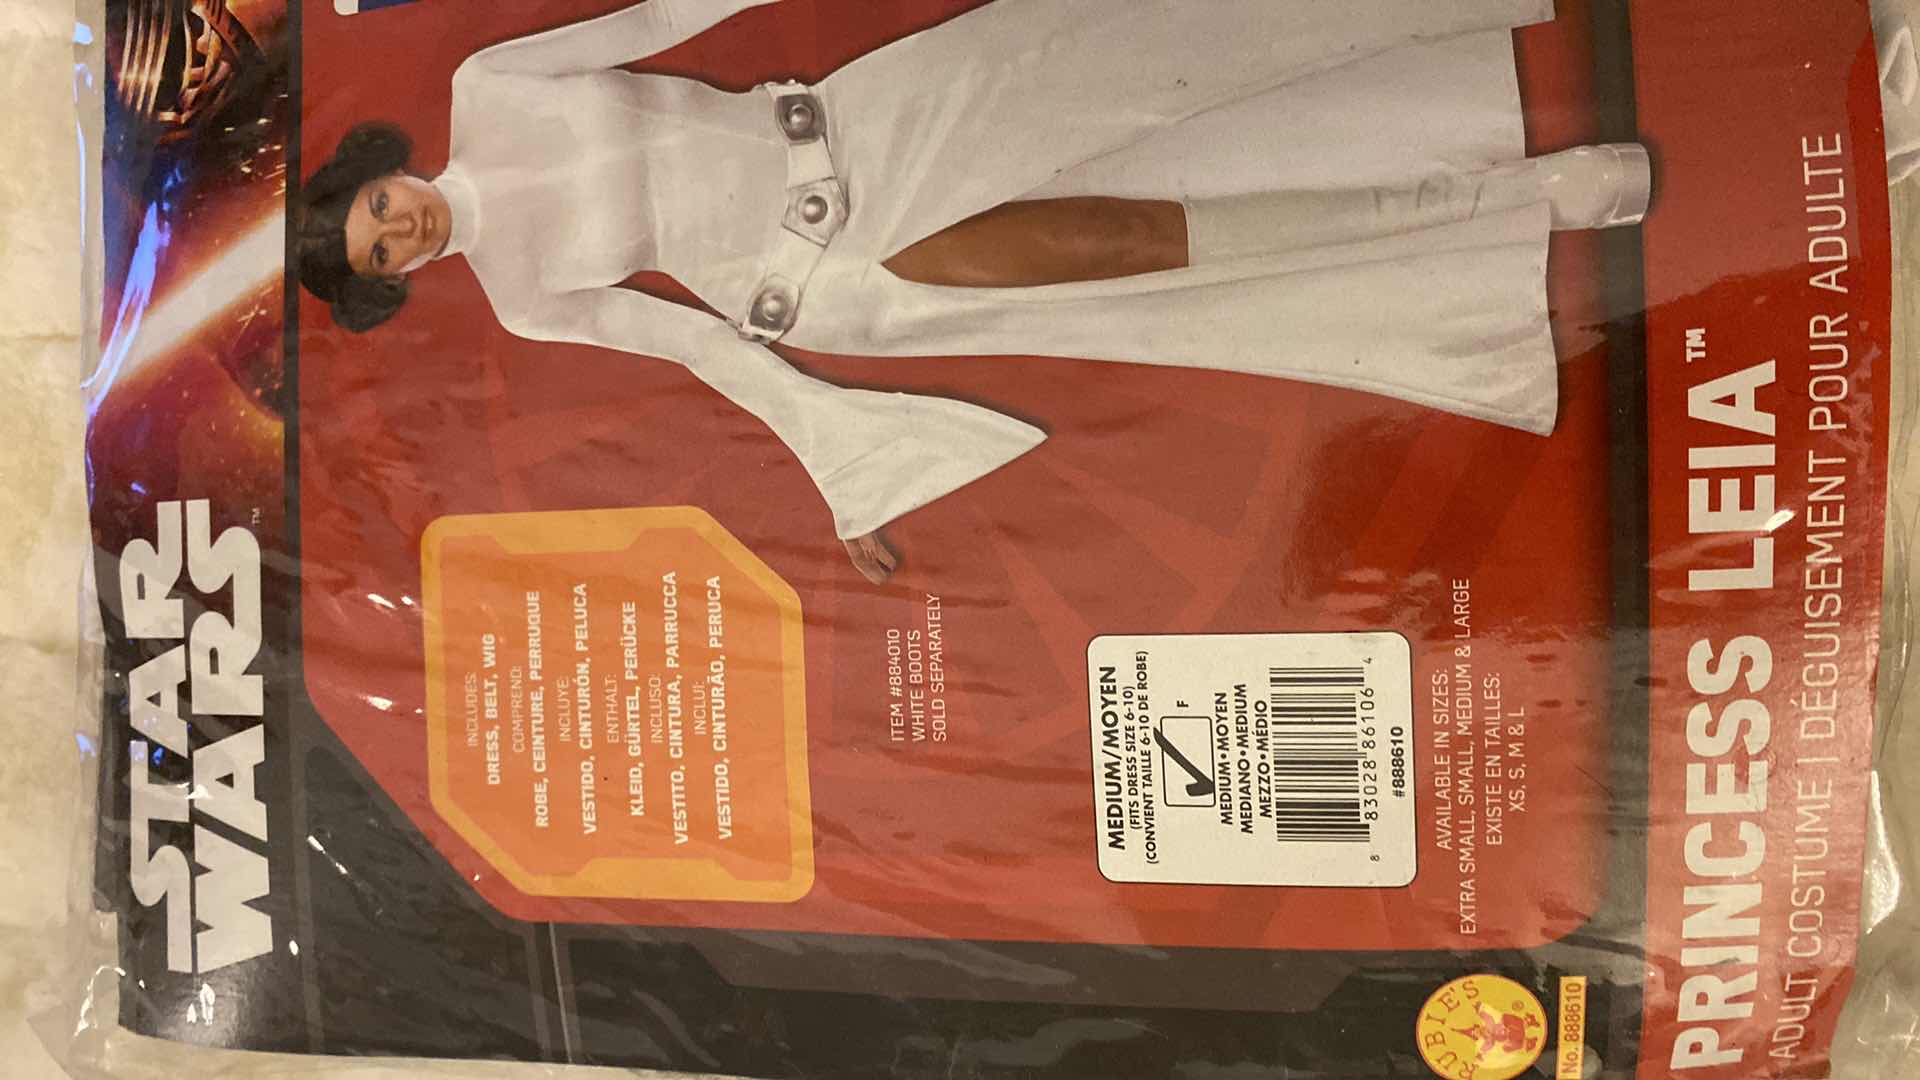 STAR
WARS™
INCLUDES:
DRESS, BELT, WIG
COMPREND:
ROBE, CEINTURE, PERRUQUE
INCLUYE:
VESTIDO, CINTURÓN, PELUCA
ENTHALT:
KLEID, GÜRTEL, PERÜCKE
INCLUSO:
VESTITO, CINTURA, PARRUCCA
INCLUI:
VESTIDO, CINTURÃO, PERUCA
ITEM #884010
WHITE BOOTS
SOLD SEPARATELY
MEDIUM/MOYEN
(FITS DRESS SIZE 6-10)
(CONVIENT TAILLE 6-10 DE ROBE)
F
MEDIUM•MOYEN
MEDIANO•MEDIUM
MEZZO•MÉDIO
8 83028 86106 4
#888610
AVAILABLE IN SIZES:
EXTRA SMALL, SMALL, MEDIUM & LARGE
EXISTE EN TAILLES:
XS, S, M & L
RUBIE'S®
No. 888610
PRINCESS LEIA™
ADULT COSTUME | DÉGUISEMENT POUR ADULTE